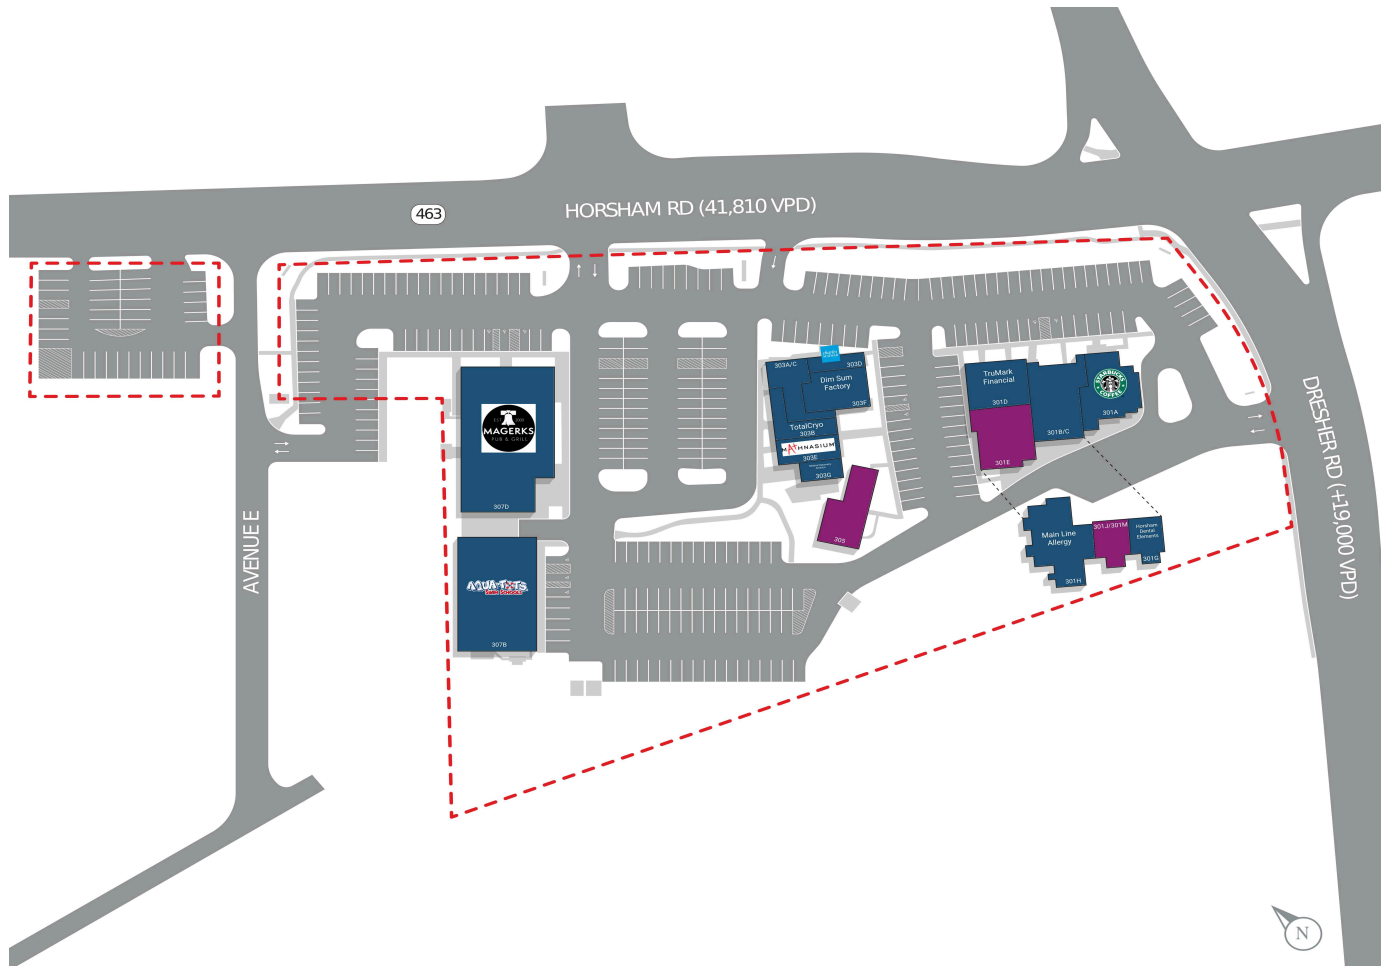 463
HORSHAM RD (41,810 VPD)
DRESHER RD (+19,000 VPD)
AVENUE E
MAGERKS
PUB & GRILL
307D
AQUA-TOTS
SWIM SCHOOLS
307B
303A/C
303D
Dim Sum
Factory
303F
TotalCryo
303B
MATHNASIUM
303E
303G
305
TruMark
Financial
301D
301E
301B/C
STARBUCKS
COFFEE
301A
Main Line
Allergy
301H
301J/301M
Horsham
Dental
Elements
301G
N